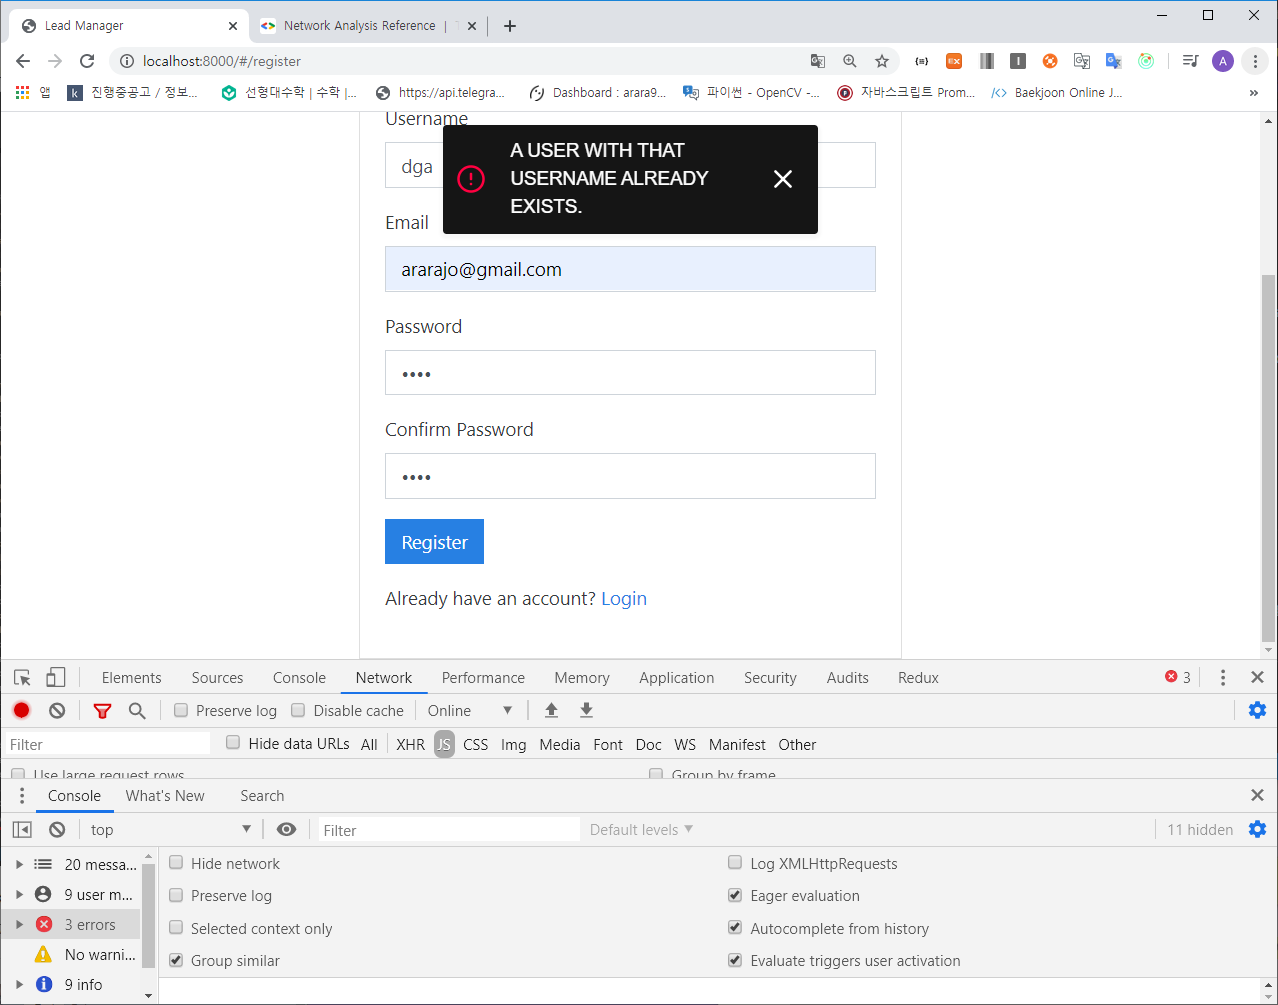 Lead Manager
Network Analysis Reference |
localhost:8000/#/register
A
앱
k
진행중공고 / 정보...
선형대수학 | 수학 |...
https://api.telegra...
Dashboard : arara9...
파이썬 - OpenCV -...
자바스크립트 Prom...
Baekjoon Online J...
Username
dga
A USER WITH THAT
USERNAME ALREADY
EXISTS.
Email
ararajo@gmail.com
Password
••••
Confirm Password
••••
Register
Already have an account? Login
Elements Sources Console Network Performance Memory Application Security Audits Redux 3
Preserve log Disable cache Online
Filter Hide data URLs All XHR JS CSS Img Media Font Doc WS Manifest Other
Use large request rows Group by frame
Console What's New Search
top Filter Default levels 11 hidden
20 messa...
9 user m...
3 errors
No warni...
9 info
Hide network
Preserve log
Selected context only
Group similar
Log XMLHttpRequests
Eager evaluation
Autocomplete from history
Evaluate triggers user activation